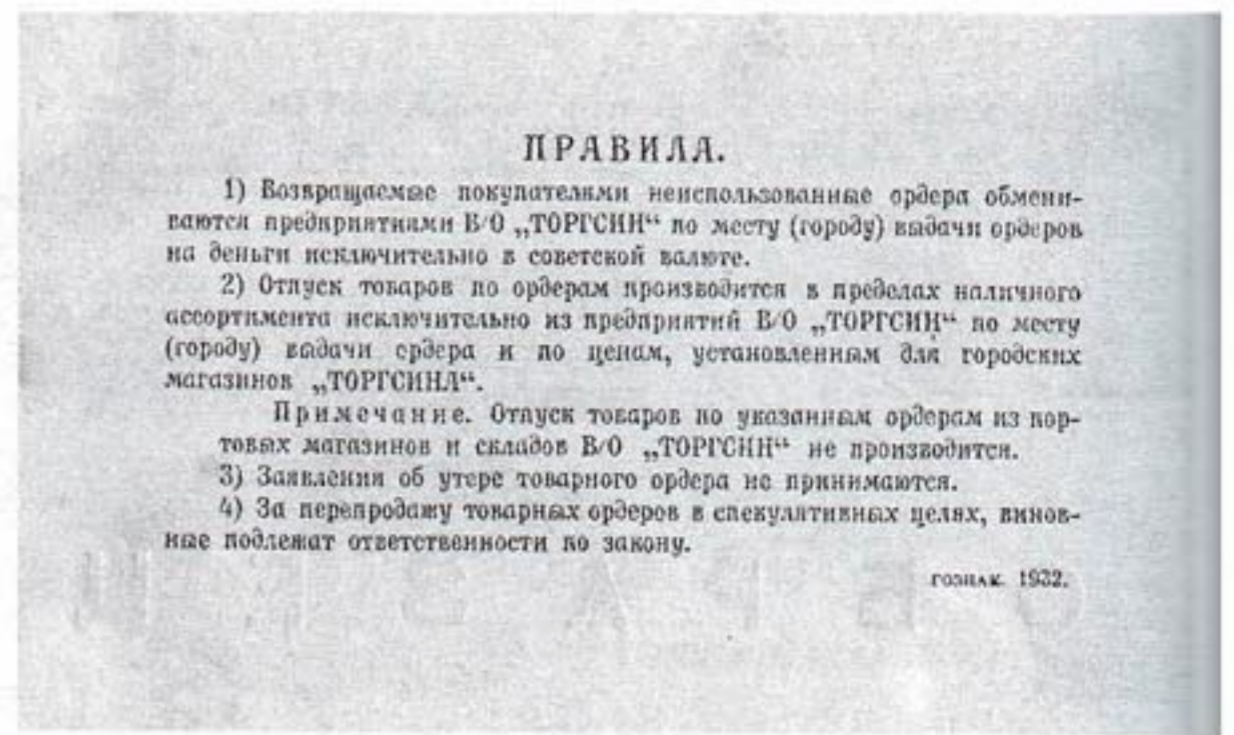 ПРАВИЛА.
1) Возвращаемые покупателями неиспользованные ордера обмени-
ваются предприятиями В/О „ТОРГСИН“ по месту (городу) выдачи ордеров
на деньги исключительно в советской валюте.
2) Отпуск товаров по ордерам производится в пределах наличного
ассортимента исключительно из предприятий В/О „ТОРГСИН“ по месту
(городу) выдачи ордера и по ценам, установленным для городских
магазинов „ТОРГСИНА“.
Примечание. Отпуск товаров по указанным ордерам из пор-
товых магазинов и складов В/О „ТОРГСИН“ не производится.
3) Заявления об утере товарного ордера не принимаются.
4) За перепродажу товарных ордеров в спекулятивных целях, винов-
ные подлежат ответственности по закону.
ГОЗНАК. 1932.